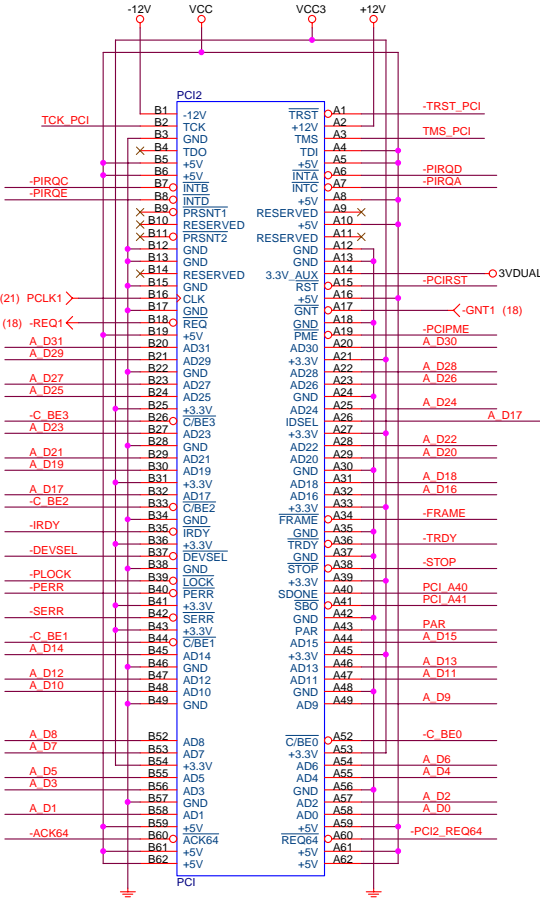 -12V VCC VCC3 +12V
PCI2
B1 -12V TRST A1 -TRST_PCI
TCK_PCI B2 TCK +12V A2
B3 GND TMS A3 TMS_PCI
B4 TDO TDI A4
B5 +5V +5V A5
B6 +5V INTA A6 -PIRQD
-PIRQC B7 INTB INTC A7 -PIRQA
-PIRQE B8 INTD +5V A8
B9 PRSNT1 RESERVED A9
B10 RESERVED +5V A10
B11 PRSNT2 RESERVED A11
B12 GND GND A12
B13 GND GND A13
B14 RESERVED 3.3V_AUX A14 3VDUAL
B15 GND RST A15 -PCIRST
(21) PCLK1 B16 CLK +5V A16
B17 GND GNT A17 -GNT1 (18)
(18) -REQ1 B18 REQ GND A18
B19 +5V PME A19 -PCIPME
A_D31 B20 AD31 AD30 A20 A_D30
A_D29 B21 AD29 +3.3V A21
B22 GND AD28 A22 A_D28
A_D27 B23 AD27 AD26 A23 A_D26
A_D25 B24 AD25 GND A24
B25 +3.3V AD24 A25 A_D24
-C_BE3 B26 C/BE3 IDSEL A26 A_D17
A_D23 B27 AD23 +3.3V A27
B28 GND AD22 A28 A_D22
A_D21 B29 AD21 AD20 A29 A_D20
A_D19 B30 AD19 GND A30
B31 +3.3V AD18 A31 A_D18
A_D17 B32 AD17 AD16 A32 A_D16
-C_BE2 B33 C/BE2 +3.3V A33
B34 GND FRAME A34 -FRAME
-IRDY B35 IRDY GND A35
B36 +3.3V TRDY A36 -TRDY
-DEVSEL B37 DEVSEL GND A37
B38 GND STOP A38 -STOP
-PLOCK B39 LOCK +3.3V A39
-PERR B40 PERR SDONE A40 PCI_A40
B41 +3.3V SBO A41 PCI_A41
-SERR B42 SERR GND A42
B43 +3.3V PAR A43 PAR
-C_BE1 B44 C/BE1 AD15 A44 A_D15
A_D14 B45 AD14 +3.3V A45
B46 GND AD13 A46 A_D13
A_D12 B47 AD12 AD11 A47 A_D11
A_D10 B48 AD10 GND A48
B49 GND AD9 A49 A_D9
A_D8 B52 AD8 C/BE0 A52 -C_BE0
A_D7 B53 AD7 +3.3V A53
B54 +3.3V AD6 A54 A_D6
A_D5 B55 AD5 AD4 A55 A_D4
A_D3 B56 AD3 GND A56
B57 GND AD2 A57 A_D2
A_D1 B58 AD1 AD0 A58 A_D0
B59 +5V +5V A59
-ACK64 B60 ACK64 REQ64 A60 -PCI2_REQ64
B61 +5V +5V A61
B62 +5V +5V A62
PCI